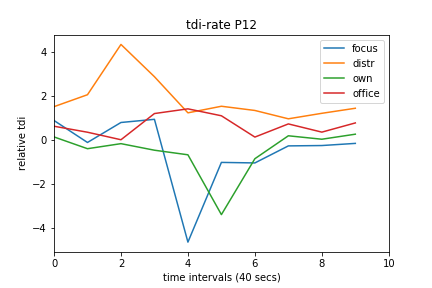 tdi-rate P12
focus
distr
own
office
relative tdi
4
2
0
−2
−4
0 2 4 6 8 10
time intervals (40 secs)